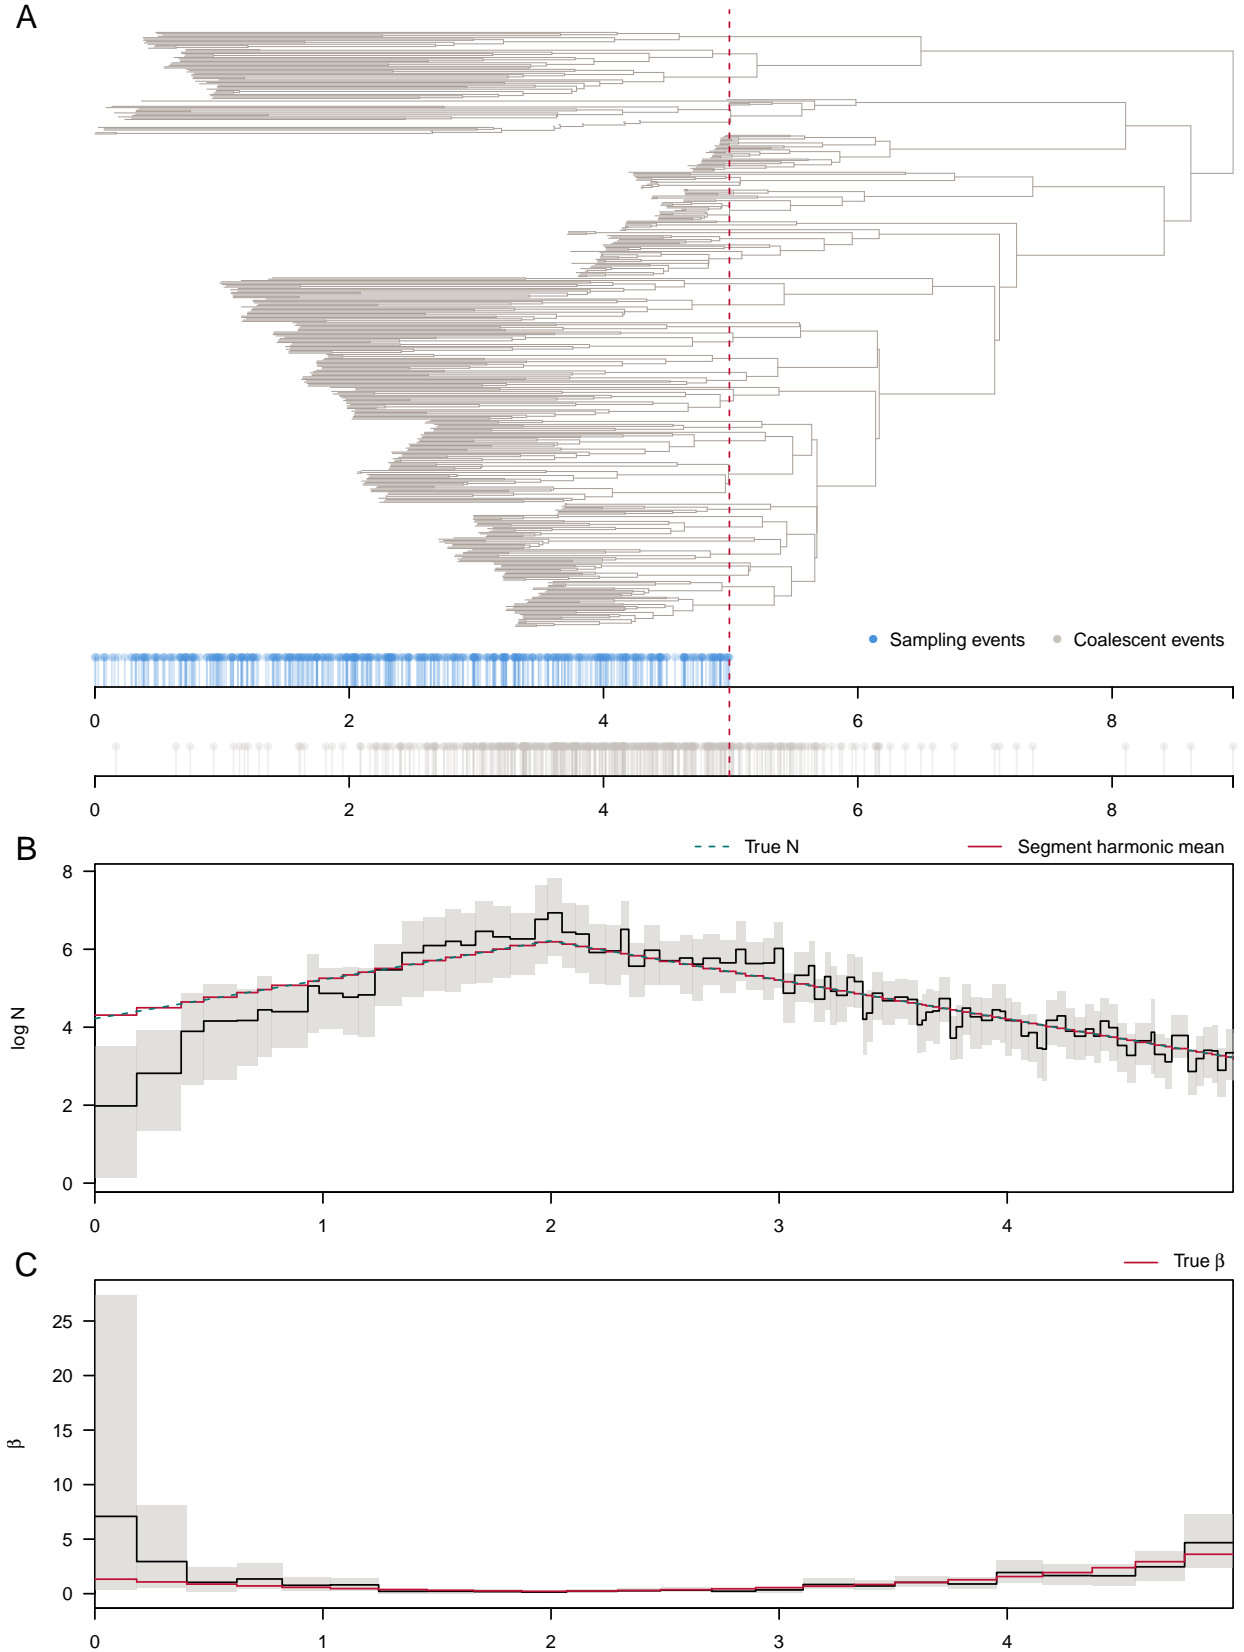 A
Sampling events Coalescent events
0 2 4 6 8
0 2 4 6 8
B
True N Segment harmonic mean
8
6
4
2
0
log N
0 1 2 3 4
C
True β
25
20
15
10
5
0
β
0 1 2 3 4